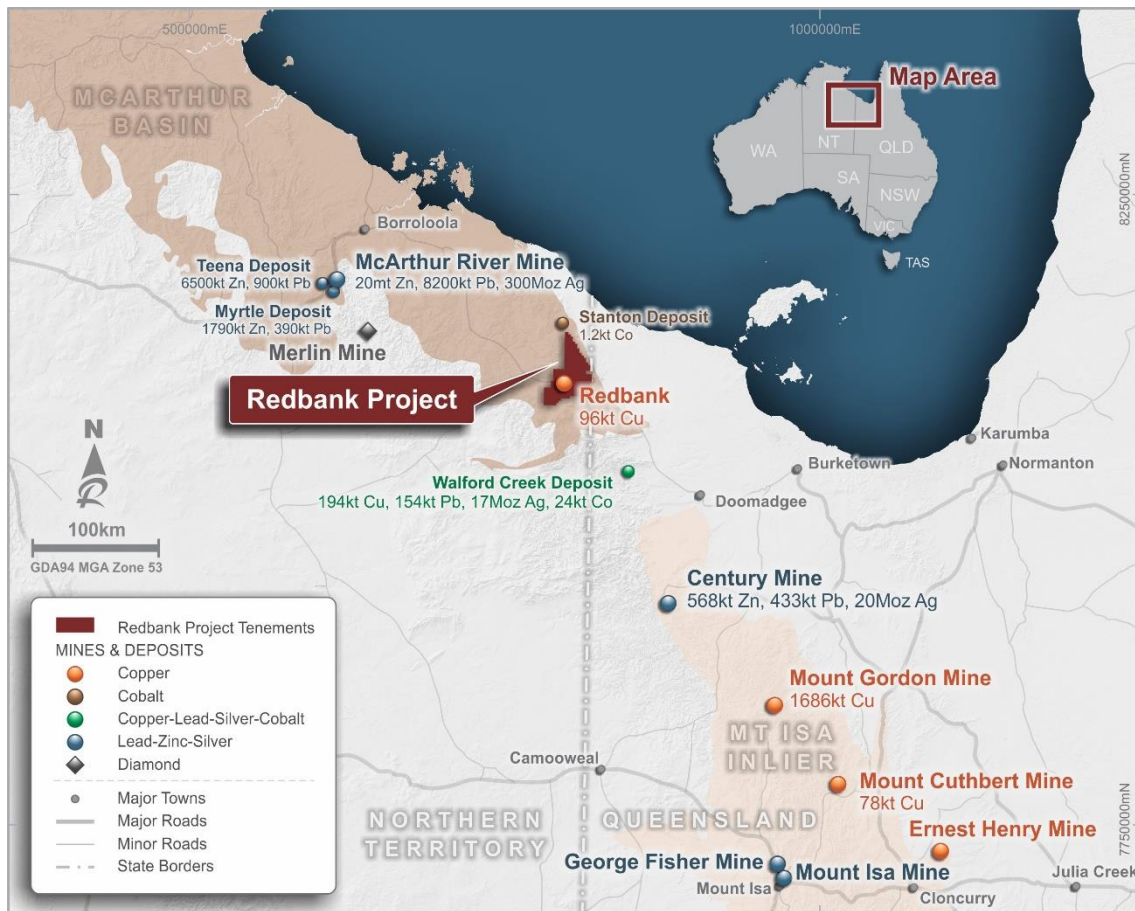 500000mE
1000000mE
MCARTHUR
BASIN
Map Area
WA
NT
QLD
SA
NSW
VIC
TAS
8250000mN
Borroloola
Teena Deposit
6500kt Zn, 900kt Pb
McArthur River Mine
20mt Zn, 8200kt Pb, 300Moz Ag
Myrtle Deposit
1790kt Zn, 390kt Pb
Merlin Mine
Stanton Deposit
1.2kt Co
Redbank Project
Redbank
96kt Cu
N
100km
GDA94 MGA Zone 53
Walford Creek Deposit
194kt Cu, 154kt Pb, 17Moz Ag, 24kt Co
Karumba
Normanton
Burketown
Doomadgee
Century Mine
568kt Zn, 433kt Pb, 20Moz Ag
Mount Gordon Mine
1686kt Cu
MT ISA
INLIER
Camooweal
Mount Cuthbert Mine
78kt Cu
NORTHERN
TERRITORY
QUEENSLAND
Ernest Henry Mine
7750000mN
George Fisher Mine
Mount Isa Mine
Mount Isa
Cloncurry
Julia Creek
Redbank Project Tenements
MINES & DEPOSITS
Copper
Cobalt
Copper-Lead-Silver-Cobalt
Lead-Zinc-Silver
Diamond
Major Towns
Major Roads
Minor Roads
State Borders